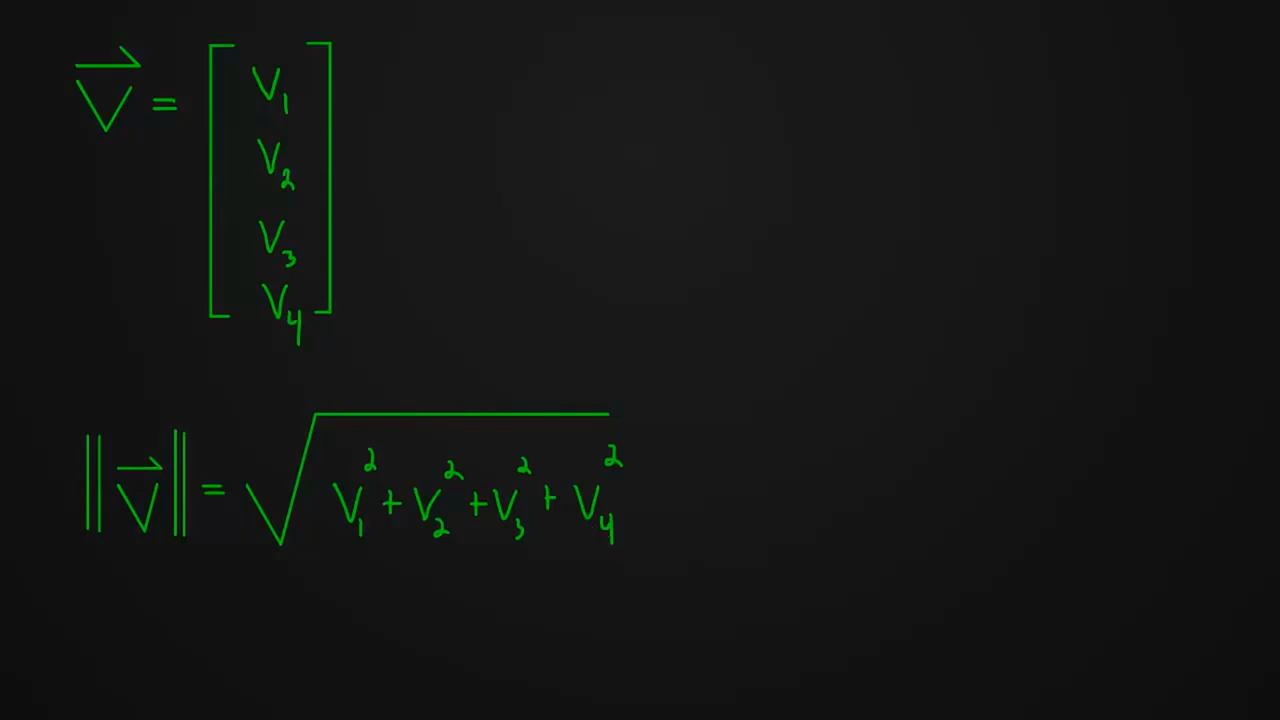 V⃗ = [ V₁
V₂
V₃
V₄ ]
‖V⃗‖ = √(V₁² + V₂² + V₃² + V₄²)